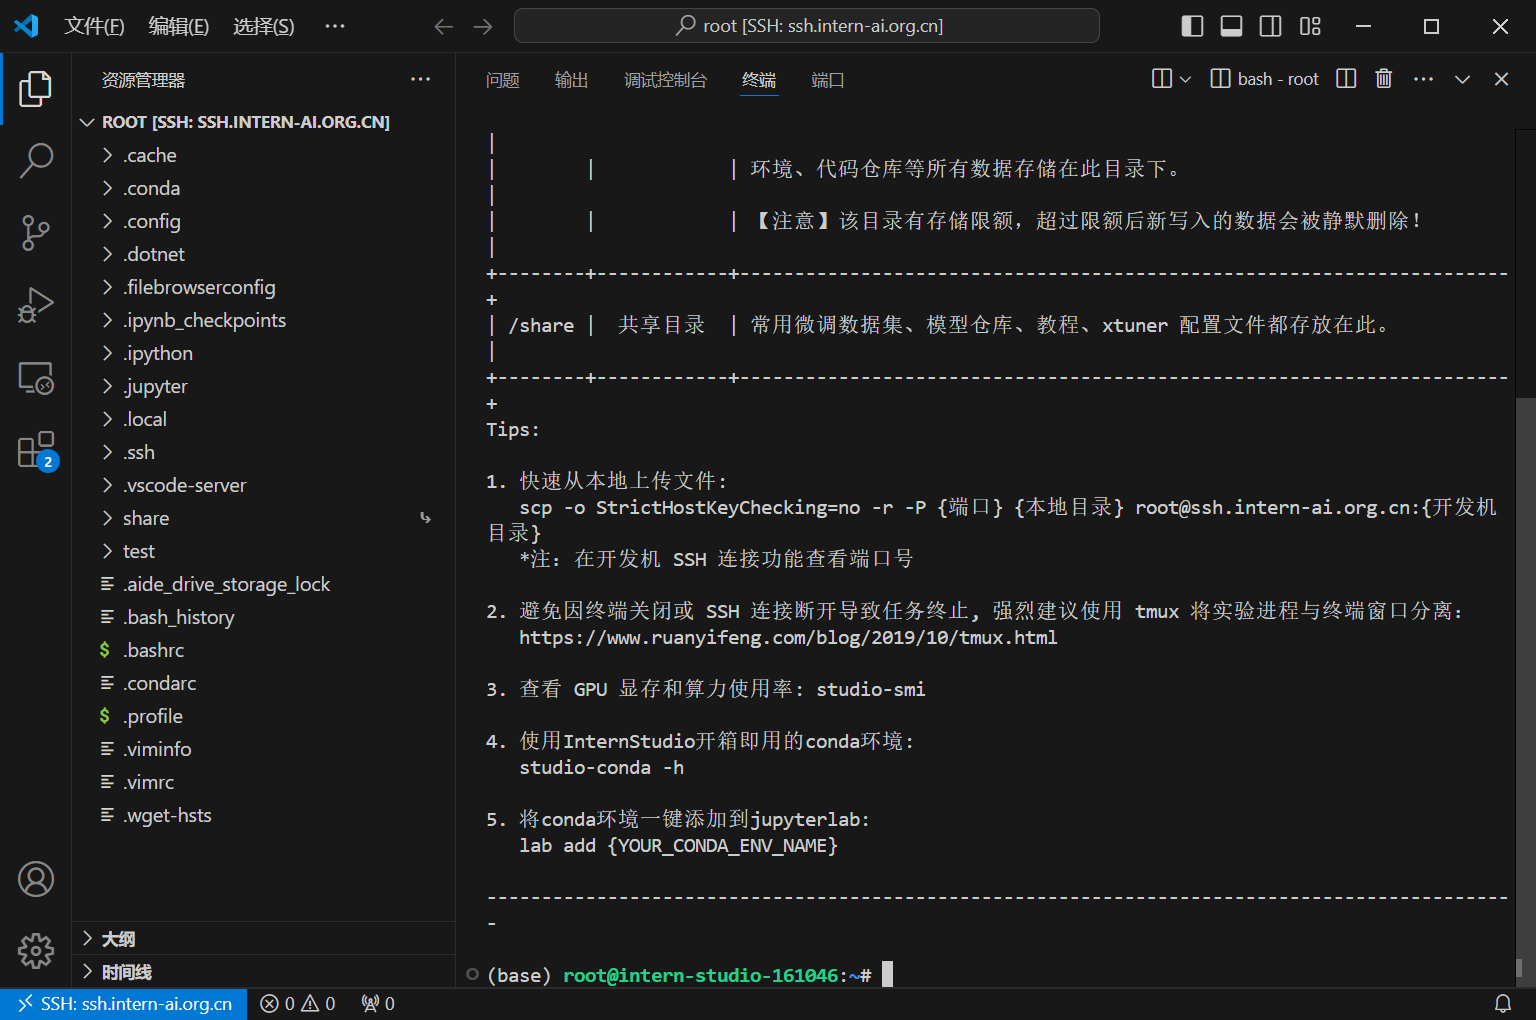 文件(F) 编辑(E) 选择(S) ··· root [SSH: ssh.intern-ai.org.cn]
资源管理器 ···
ROOT [SSH: SSH.INTERN-AI.ORG.CN]
.cache
.conda
.config
.dotnet
.filebrowserconfig
.ipynb_checkpoints
.ipython
.jupyter
.local
.ssh
.vscode-server
share
test
.aide_drive_storage_lock
.bash_history
$ .bashrc
.condarc
$ .profile
.viminfo
.vimrc
.wget-hsts
大纲
时间线
2
问题 输出 调试控制台 终端 端口 bash - root ···
|
| | | 环境、代码仓库等所有数据存储在此目录下。
|
| | | 【注意】该目录有存储限额，超过限额后新写入的数据会被静默删除！
|
+--------+------------+----------------------------------------------------------------------
+
| /share | 共享目录 | 常用微调数据集、模型仓库、教程、xtuner 配置文件都存放在此。
|
+--------+------------+----------------------------------------------------------------------
+
Tips:
1. 快速从本地上传文件:
scp -o StrictHostKeyChecking=no -r -P {端口} {本地目录} root@ssh.intern-ai.org.cn:{开发机
目录}
*注: 在开发机 SSH 连接功能查看端口号
2. 避免因终端关闭或 SSH 连接断开导致任务终止, 强烈建议使用 tmux 将实验进程与终端窗口分离:
https://www.ruanyifeng.com/blog/2019/10/tmux.html
3. 查看 GPU 显存和算力使用率: studio-smi
4. 使用InternStudio开箱即用的conda环境:
studio-conda -h
5. 将conda环境一键添加到jupyterlab:
lab add {YOUR_CONDA_ENV_NAME}
---------------------------------------------------------------------------------------------
-
(base) root@intern-studio-161046:~#
SSH: ssh.intern-ai.org.cn 0 0 0